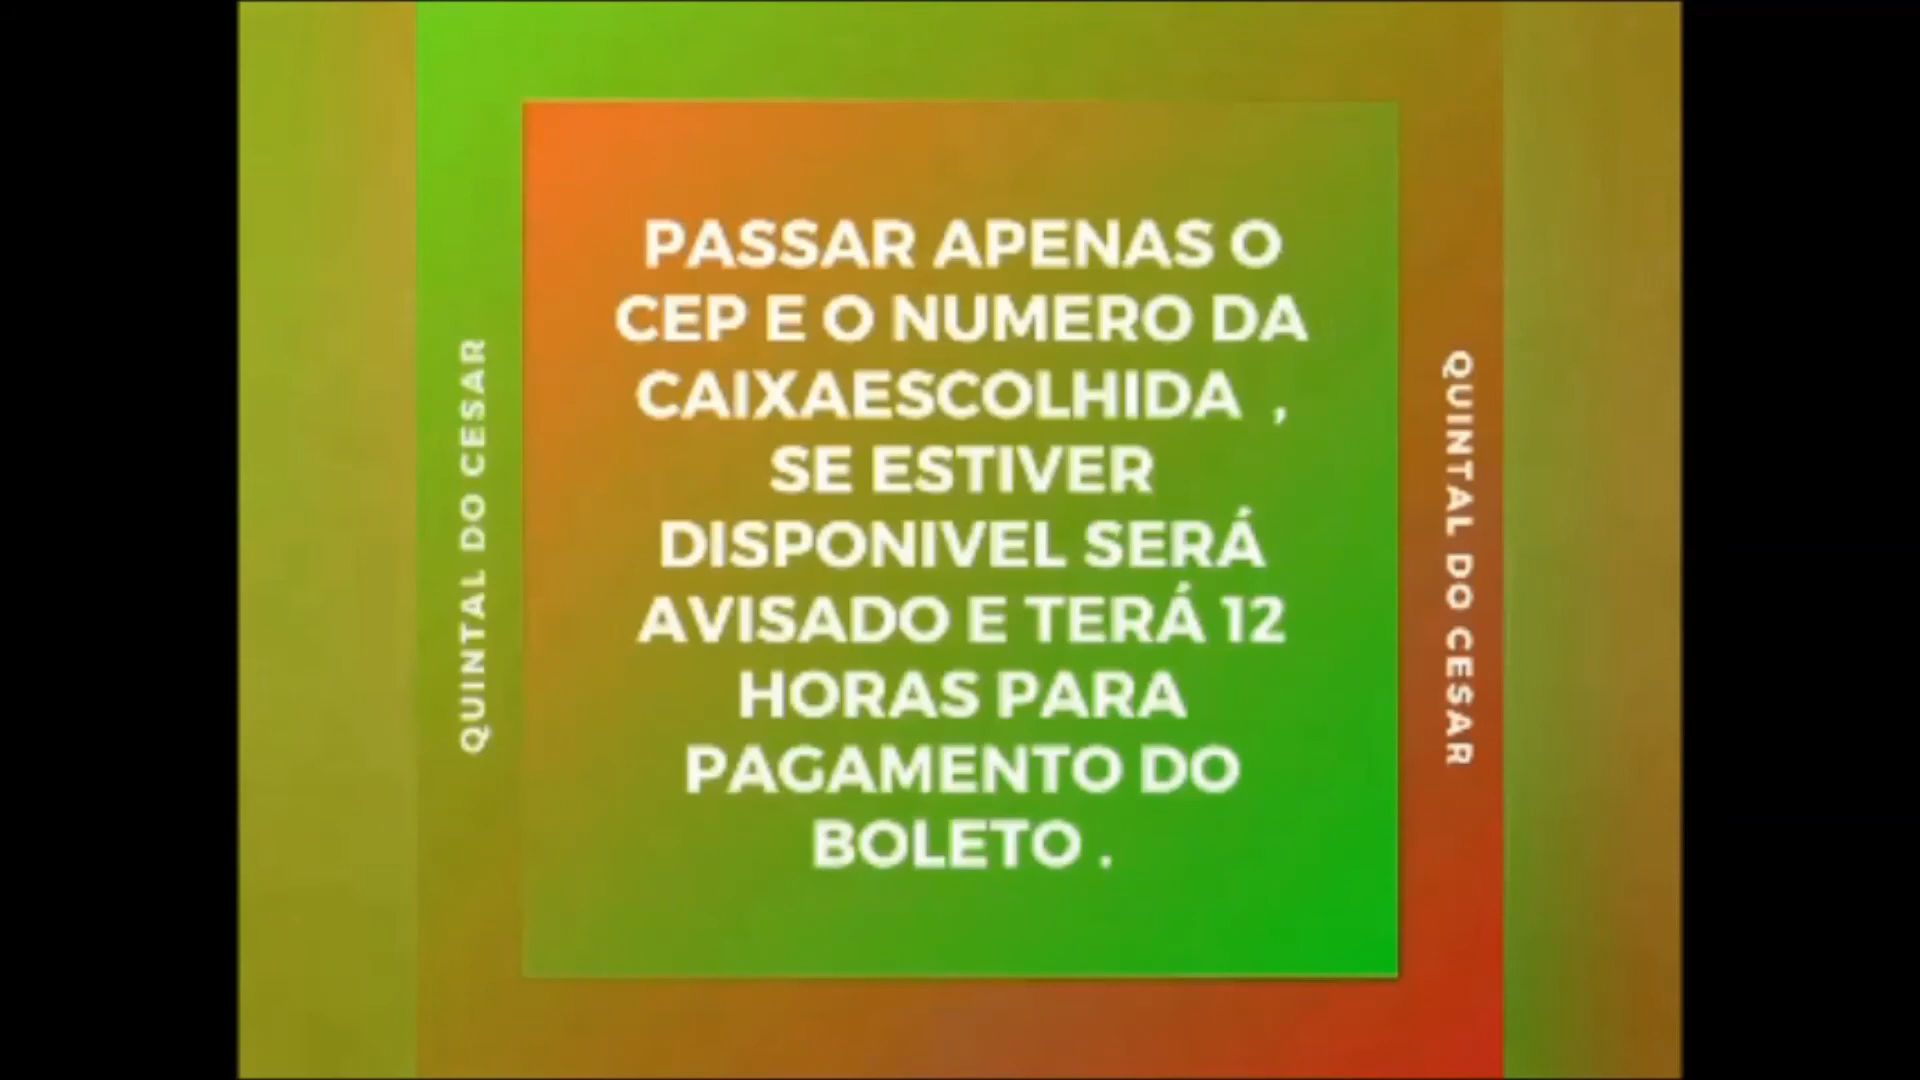 QUINTAL DO CESAR
PASSAR APENAS O
CEP E O NUMERO DA
CAIXAESCOLHIDA ,
SE ESTIVER
DISPONIVEL SERÁ
AVISADO E TERÁ 12
HORAS PARA
PAGAMENTO DO
BOLETO .
QUINTAL DO CESAR